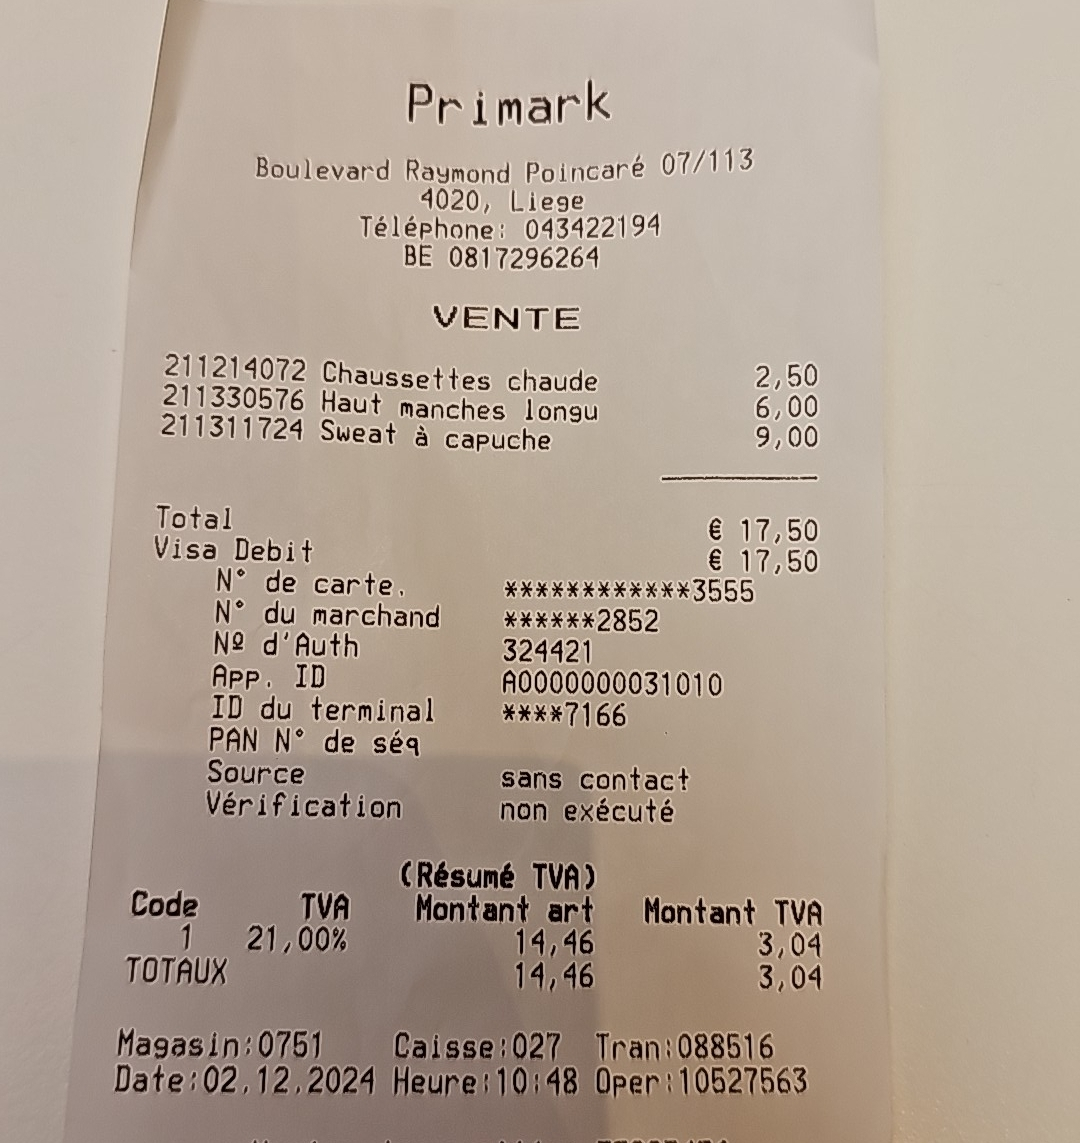 Primark
Boulevard Raymond Poincaré 07/113
4020, Liege
Téléphone: 043422194
BE 0817296264
VENTE
211214072 Chaussettes chaude 2,50
211330576 Haut manches longu 6,00
211311724 Sweat à capuche 9,00
Total € 17,50
Visa Debit € 17,50
N° de carte. ************3555
N° du marchand ******2852
Nº d'Auth 324421
App. ID A0000000031010
ID du terminal ****7166
PAN N° de séq
Source sans contact
Vérification non exécuté
(Résumé TVA)
Code TVA Montant art Montant TVA
1 21,00% 14,46 3,04
TOTAUX 14,46 3,04
Magasin:0751 Caisse:027 Tran:088516
Date:02.12.2024 Heure:10:48 Oper:10527563